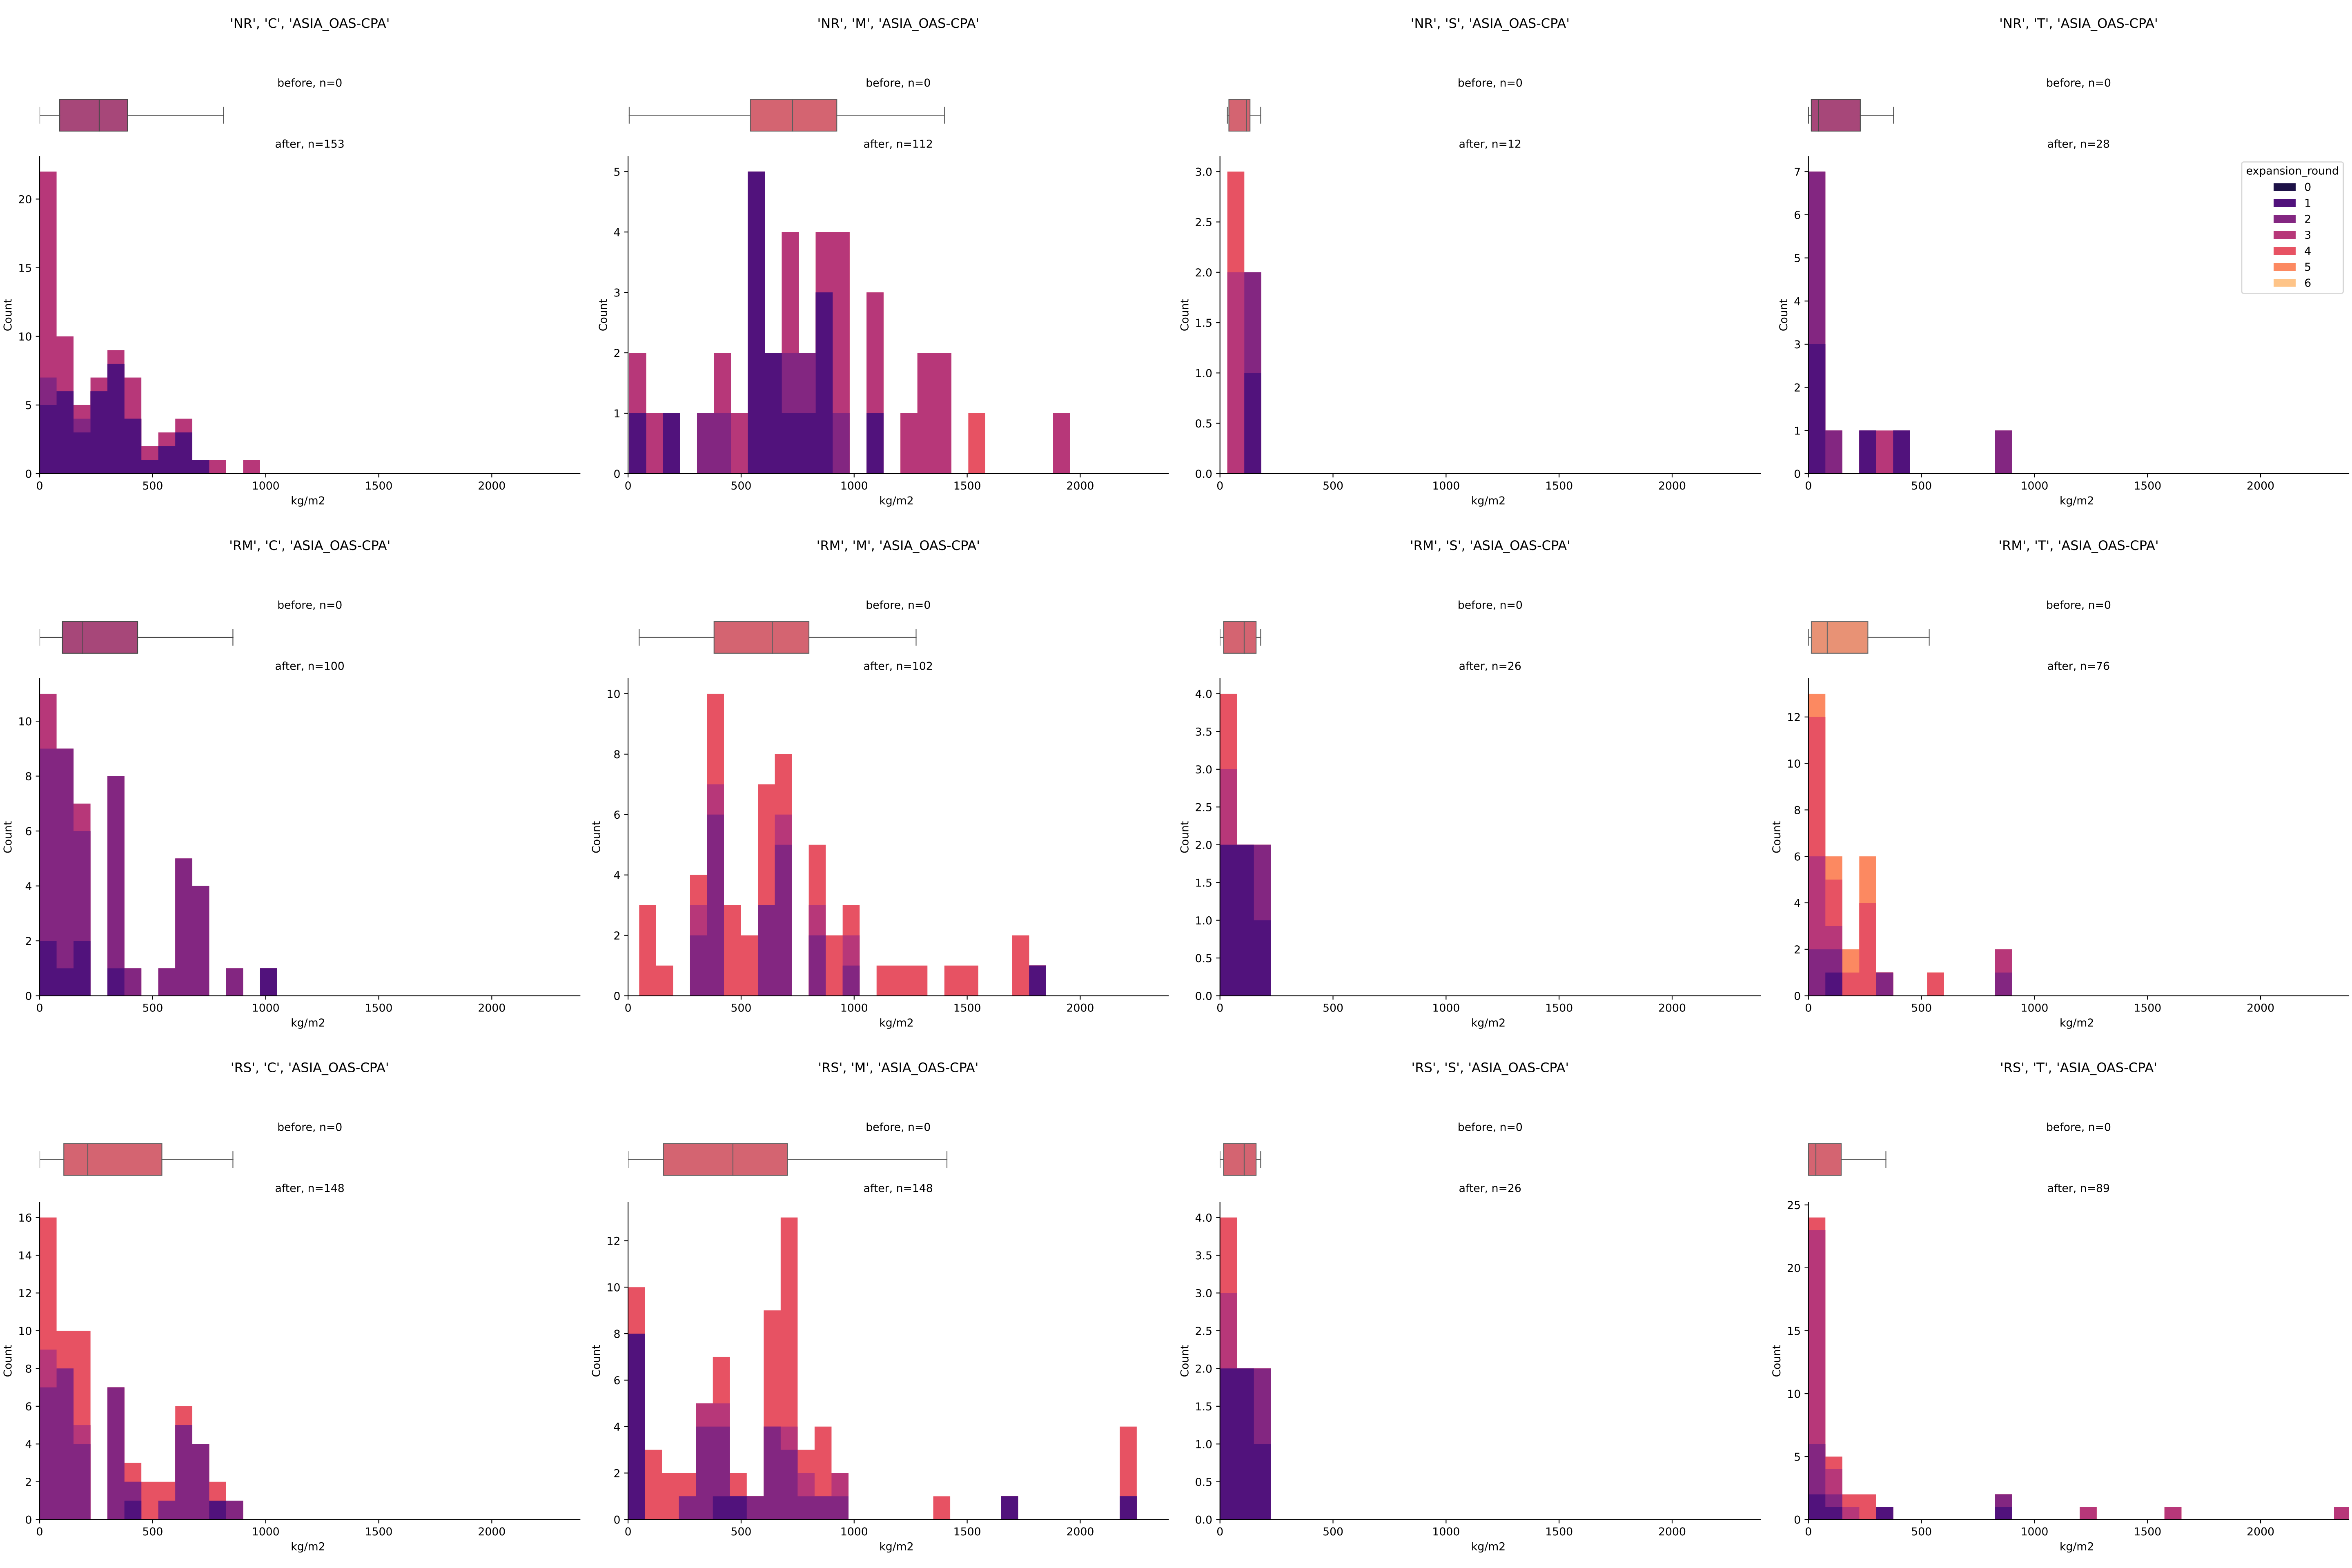 'NR', 'C', 'ASIA_OAS-CPA'
before, n=0
after, n=153
Count
20
15
10
5
0
0 500 1000 1500 2000
kg/m2
'NR', 'M', 'ASIA_OAS-CPA'
before, n=0
after, n=112
Count
5
4
3
2
1
0
0 500 1000 1500 2000
kg/m2
'NR', 'S', 'ASIA_OAS-CPA'
before, n=0
after, n=12
Count
3.0
2.5
2.0
1.5
1.0
0.5
0.0
0 500 1000 1500 2000
kg/m2
'NR', 'T', 'ASIA_OAS-CPA'
before, n=0
after, n=28
Count
7
6
5
4
3
2
1
0
0 500 1000 1500 2000
kg/m2
expansion_round
0
1
2
3
4
5
6
'RM', 'C', 'ASIA_OAS-CPA'
before, n=0
after, n=100
Count
10
8
6
4
2
0
0 500 1000 1500 2000
kg/m2
'RM', 'M', 'ASIA_OAS-CPA'
before, n=0
after, n=102
Count
10
8
6
4
2
0
0 500 1000 1500 2000
kg/m2
'RM', 'S', 'ASIA_OAS-CPA'
before, n=0
after, n=26
Count
4.0
3.5
3.0
2.5
2.0
1.5
1.0
0.5
0.0
0 500 1000 1500 2000
kg/m2
'RM', 'T', 'ASIA_OAS-CPA'
before, n=0
after, n=76
Count
12
10
8
6
4
2
0
0 500 1000 1500 2000
kg/m2
'RS', 'C', 'ASIA_OAS-CPA'
before, n=0
after, n=148
Count
16
14
12
10
8
6
4
2
0
0 500 1000 1500 2000
kg/m2
'RS', 'M', 'ASIA_OAS-CPA'
before, n=0
after, n=148
Count
12
10
8
6
4
2
0
0 500 1000 1500 2000
kg/m2
'RS', 'S', 'ASIA_OAS-CPA'
before, n=0
after, n=26
Count
4.0
3.5
3.0
2.5
2.0
1.5
1.0
0.5
0.0
0 500 1000 1500 2000
kg/m2
'RS', 'T', 'ASIA_OAS-CPA'
before, n=0
after, n=89
Count
25
20
15
10
5
0
0 500 1000 1500 2000
kg/m2